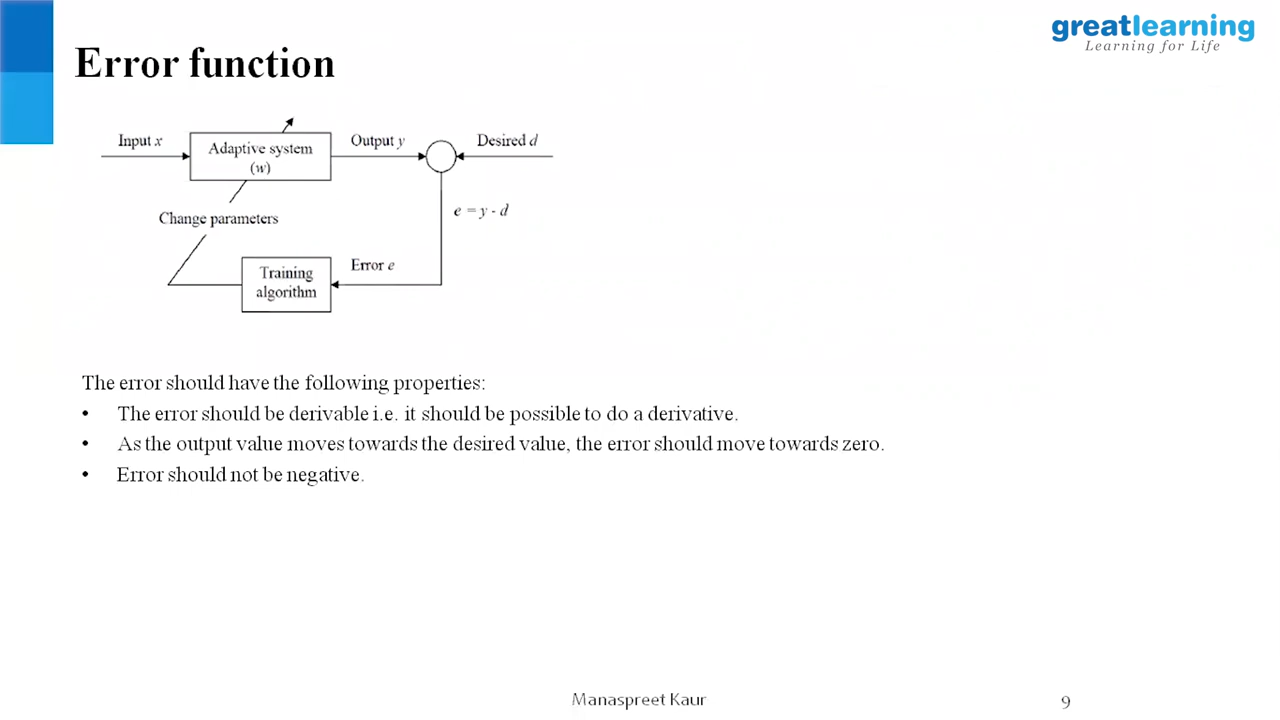 greatlearning
Learning for Life
Error function
Input x
Adaptive system
(w)
Output y
Desired d
Change parameters
e = y - d
Training
algorithm
Error e
The error should have the following properties:
• The error should be derivable i.e. it should be possible to do a derivative.
• As the output value moves towards the desired value, the error should move towards zero.
• Error should not be negative.
Manaspreet Kaur
9